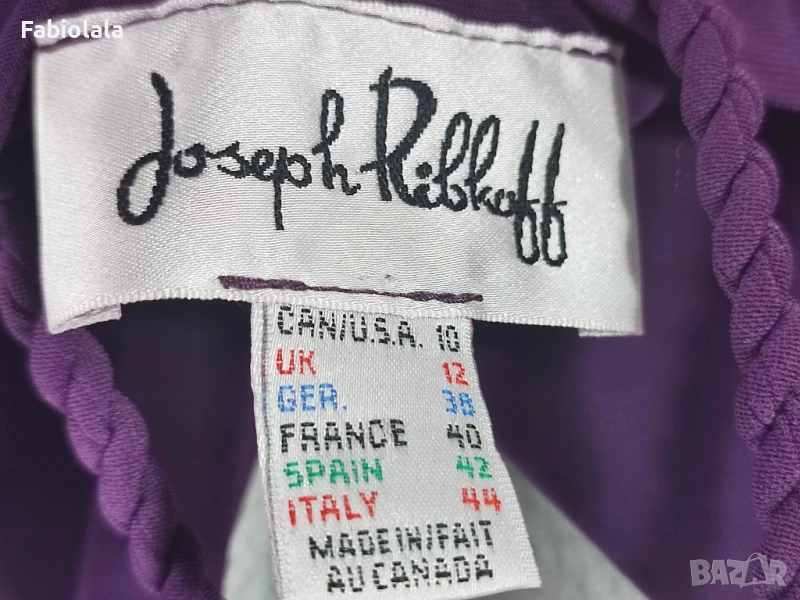 Fabiolala
Joseph Ribkoff
CAN/U.S.A. 10
UK 12
GER. 38
FRANCE 40
SPAIN 42
ITALY 44
MADE IN/FAIT
AU CANADA
BAZAR